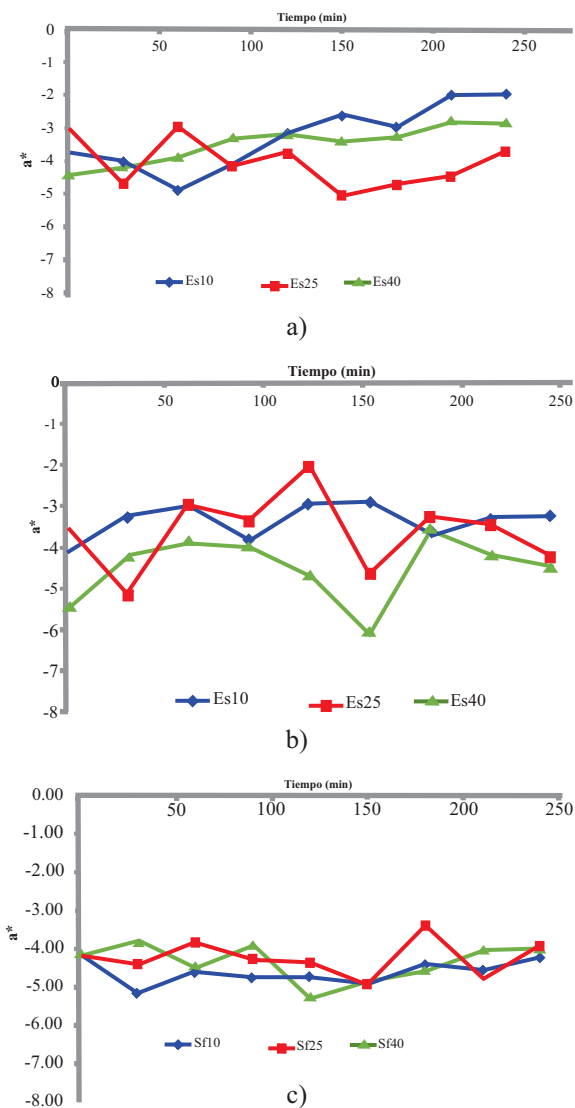 Tiempo (min)
0 50 100 150 200 250
-1
-2
-3
-4
-5
-6
-7
-8
a*
Es10 Es25 Es40
a)
Tiempo (min)
0
50 100 150 200 250
-1
-2
-3
-4
-5
-6
-7
-8
a*
Es10 Es25 Es40
b)
Tiempo (min)
0.00
50 100 150 200 250
-1.00
-2.00
-3.00
-4.00
-5.00
-6.00
-7.00
-8.00
a*
Sf10 Sf25 Sf40
c)